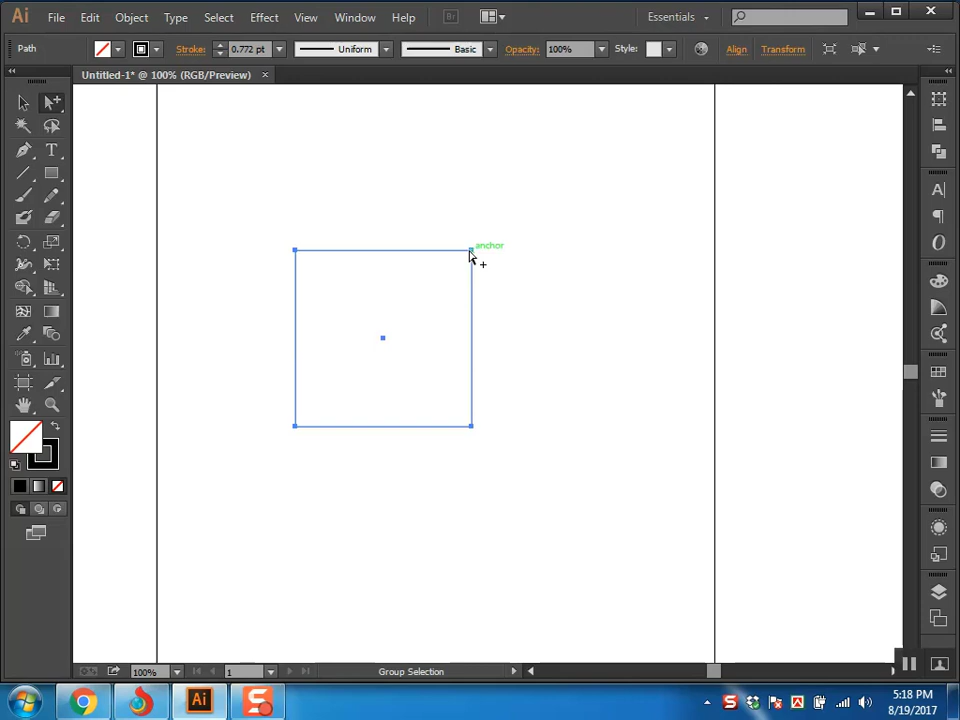 Ai File Edit Object Type Select Effect View Window Help Br Essentials
Path Stroke: 0.772 pt Uniform Basic Opacity: 100% Style: Align Transform
Untitled-1* @ 100% (RGB/Preview) ×
anchor
100% 1 Group Selection
Ai S 5:18 PM
8/19/2017